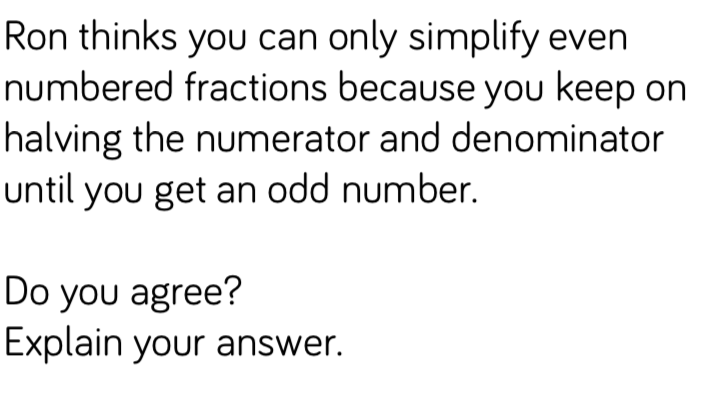 Ron thinks you can only simplify even
numbered fractions because you keep on
halving the numerator and denominator
until you get an odd number.
Do you agree?
Explain your answer.